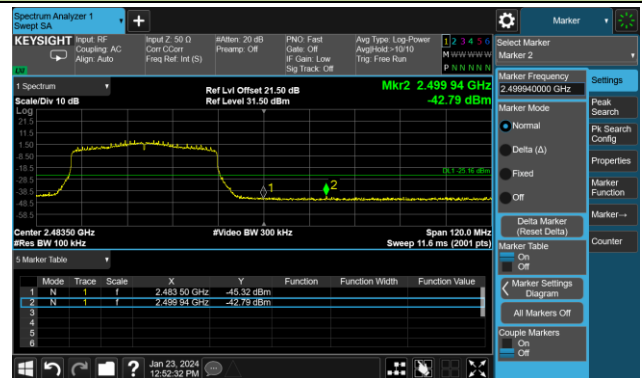 Spectrum Analyzer 1
Swept SA
Marker
KEYSIGHT
Input: RF
Coupling: AC
Align: Auto
Input Z: 50 Ω
Corr CCorr
Freq Ref: Int (S)
#Atten: 20 dB
Preamp: Off
PNO: Fast
Gate: Off
IF Gain: Low
Sig Track: Off
Avg Type: Log-Power
Avg|Hold:>10/10
Trig: Free Run
1 2 3 4 5 6
M W W W W W
P N N N N N
LW
Select Marker
Marker 2
1 Spectrum
Scale/Div 10 dB
Log
Ref Lvl Offset 21.50 dB
Ref Level 31.50 dBm
Mkr2 2.499 94 GHz
-42.79 dBm
21.5
11.5
1.50
-8.50
-18.5
-28.5
-38.5
-48.5
-58.5
DL1 -25.16 dBm
1
2
Center 2.48350 GHz
#Res BW 100 kHz
#Video BW 300 kHz
Span 120.0 MHz
Sweep 11.6 ms (2001 pts)
5 Marker Table
Mode Trace Scale X Y Function Function Width Function Value
1 N 1 f 2.483 50 GHz -45.32 dBm
2 N 1 f 2.499 94 GHz -42.79 dBm
3
4
5
6
Marker Frequency
2.499940000 GHz
Marker Mode
Normal
Delta (Δ)
Fixed
Off
Delta Marker
(Reset Delta)
Marker Table
On
Off
Marker Settings
Diagram
All Markers Off
Couple Markers
On
Off
Settings
Peak
Search
Pk Search
Config
Properties
Marker
Function
Marker→
Counter
?
Jan 23, 2024
12:52:32 PM